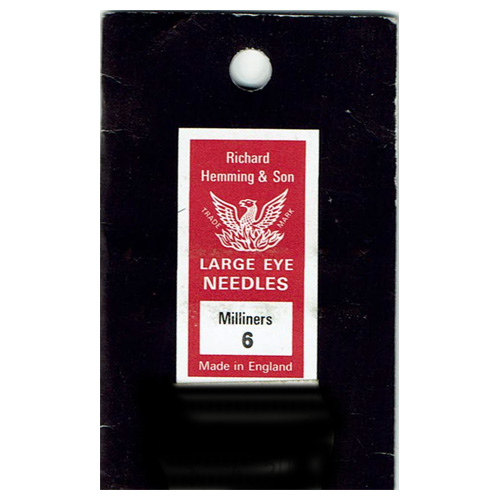 Richard
Hemming & Son
TRADE MARK
LARGE EYE
NEEDLES
Milliners
6
Made in England